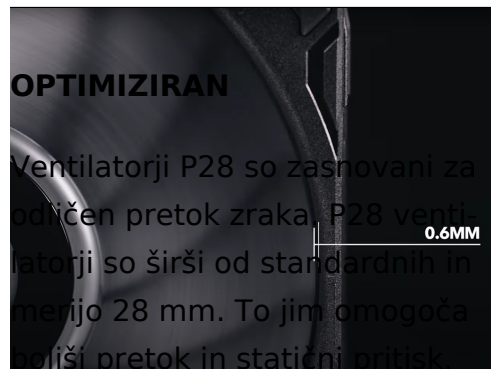 OPTIMIZIRAN
Ventilatorji P28 so zasnovani za
odličen pretok zraka, P28 venti-
0.6MM
latorji so širši od standardnih in
merijo 28 mm. To jim omogoča
boljši pretok in statični pritisk,